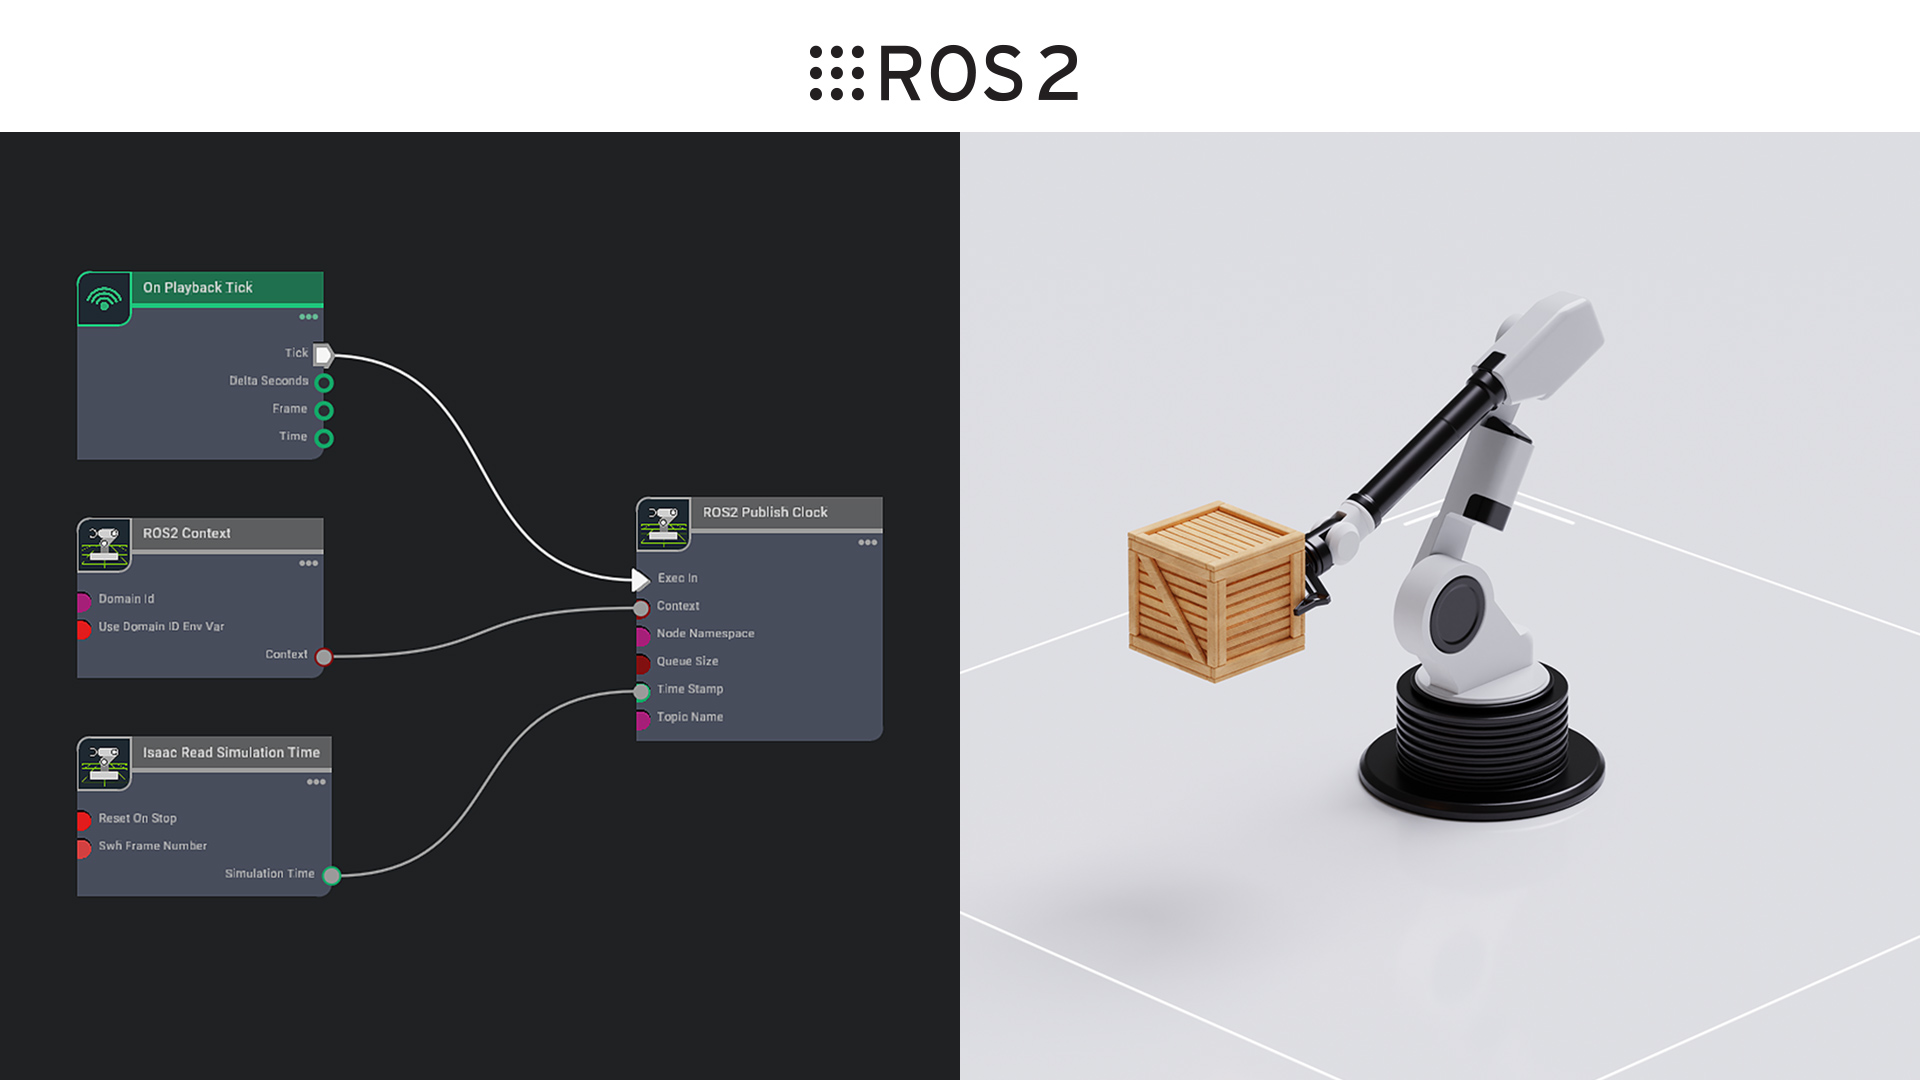 ROS 2
On Playback Tick
Tick
Delta Seconds
Frame
Time
ROS2 Context
Domain Id
Use Domain ID Env Var
Context
Isaac Read Simulation Time
Reset On Stop
Swh Frame Number
Simulation Time
ROS2 Publish Clock
Exec In
Context
Node Namespace
Queue Size
Time Stamp
Topic Name